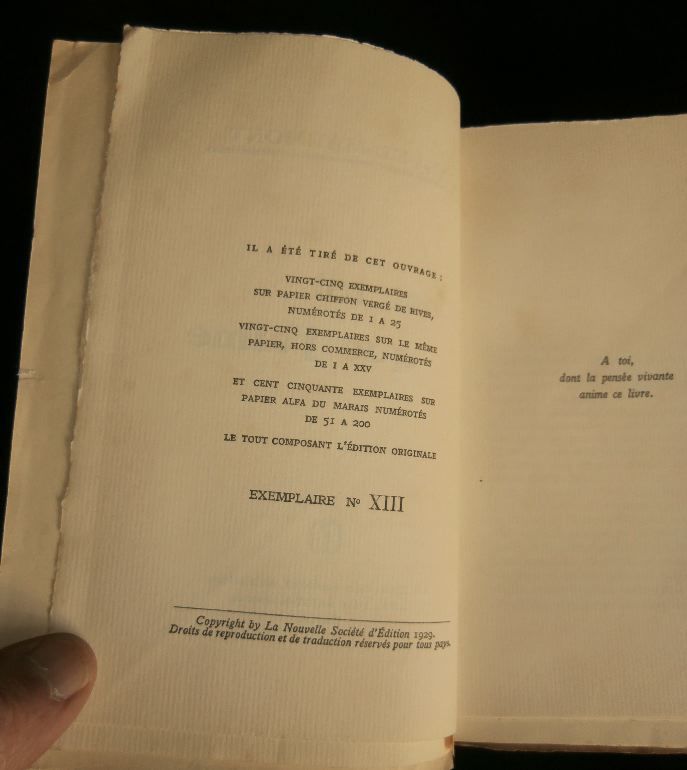 IL A ÉTÉ TIRÉ DE CET OUVRAGE :
VINGT-CINQ EXEMPLAIRES
SUR PAPIER CHIFFON VERGÉ DE RIVES,
NUMÉROTÉS DE 1 A 25
VINGT-CINQ EXEMPLAIRES SUR LE MÊME
PAPIER, HORS COMMERCE, NUMÉROTÉS
DE I A XXV
ET CENT CINQUANTE EXEMPLAIRES SUR
PAPIER ALFA DU MARAIS NUMÉROTÉS
DE 51 A 200
LE TOUT COMPOSANT L'ÉDITION ORIGINALE
EXEMPLAIRE Nº XIII
Copyright by La Nouvelle Société d'Édition 1929.
Droits de reproduction et de traduction réservés pour tous pays.
A toi,
dont la pensée vivante
anime ce livre.